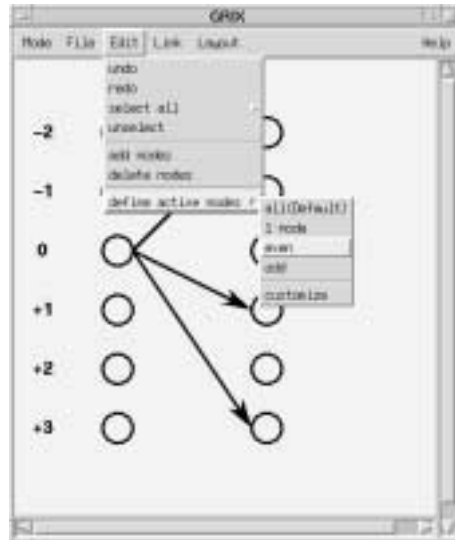 GRIX
Mode File Edit Link Layout Help
undo
redo
select all
unselect
add nodes
delete nodes
define active nodes
all(Default)
1 node
even
odd
customize
-2
-1
0
+1
+2
+3